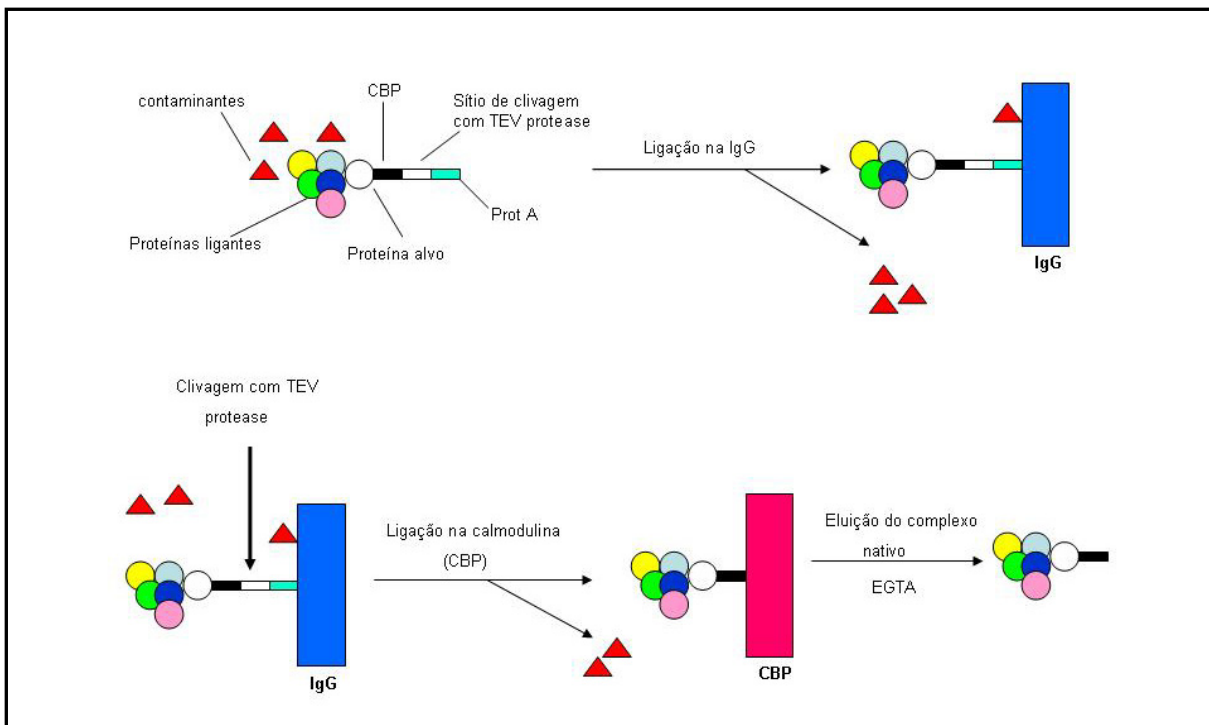 contaminantes
CBP
Sítio de clivagem
com TEV protease
Proteínas ligantes
Proteína alvo
Prot A
Ligação na IgG
IgG
Clivagem com TEV
protease
IgG
Ligação na calmodulina
(CBP)
CBP
Eluição do complexo
nativo
EGTA